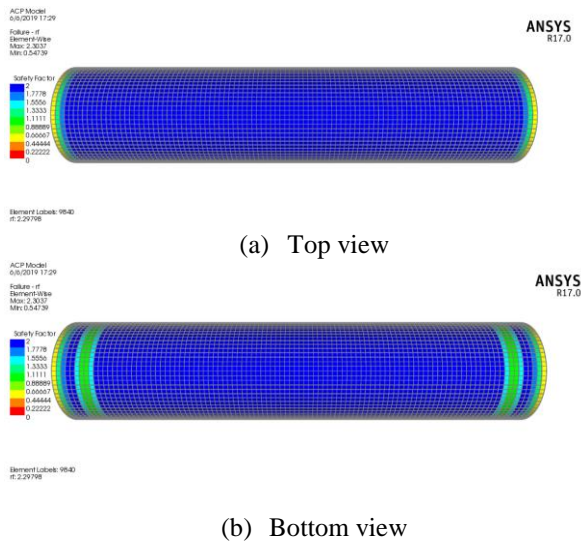 ACP Model
6/6/2019 17:29
Failure - rf
Element-Wise
Max: 2.3037
Min: 0.54739
ANSYS
R17.0
Safety Factor
2
1.7778
1.5556
1.3333
1.1111
0.88889
0.66667
0.44444
0.22222
0
Element Labels: 9840
rf: 2.29798
(a) Top view
ACP Model
6/6/2019 17:29
Failure - rf
Element-Wise
Max: 2.3037
Min: 0.54739
ANSYS
R17.0
Safety Factor
2
1.7778
1.5556
1.3333
1.1111
0.88889
0.66667
0.44444
0.22222
0
Element Labels: 9840
rf: 2.29798
(b) Bottom view